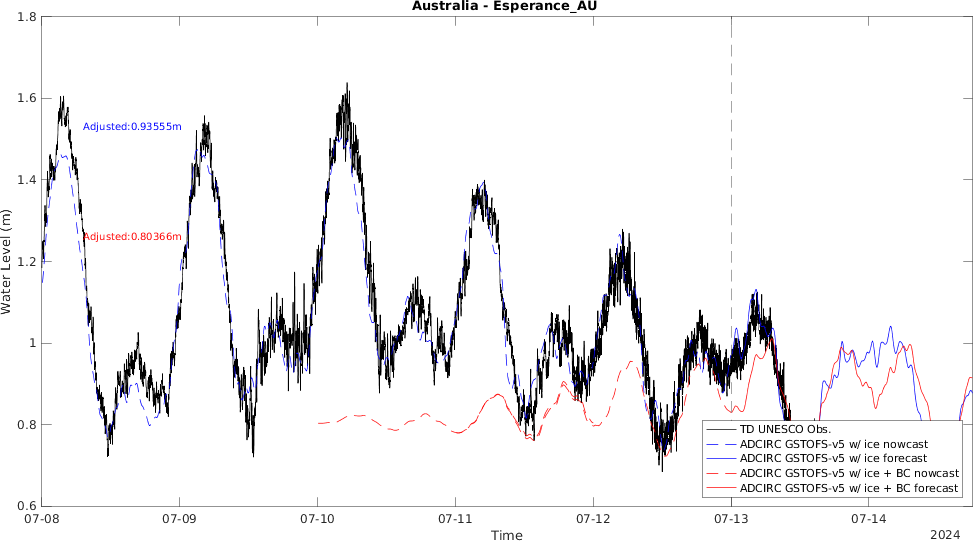 Australia - Esperance_AU
1.8
1.6
1.4
1.2
1
0.8
0.6
Water Level (m)
Adjusted:0.93555m
Adjusted:0.80366m
TD UNESCO Obs.
ADCIRC GSTOFS-v5 w/ ice nowcast
ADCIRC GSTOFS-v5 w/ ice forecast
ADCIRC GSTOFS-v5 w/ ice + BC nowcast
ADCIRC GSTOFS-v5 w/ ice + BC forecast
07-08 07-09 07-10 07-11 07-12 07-13 07-14
Time
2024